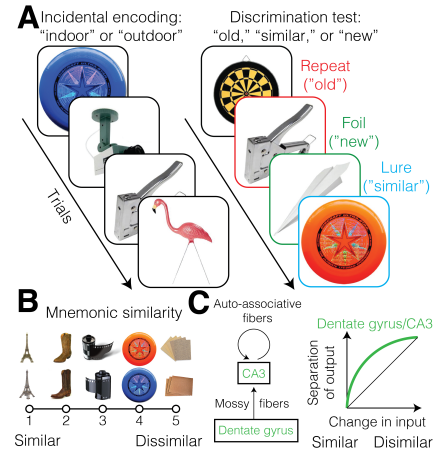 A
Incidental encoding:
"indoor" or "outdoor"
Trials
Discrimination test:
"old," "similar," or "new"
Repeat
("old")
Foil
("new")
Lure
("similar")
B
Mnemonic similarity
1 2 3 4 5
Similar Dissimilar
C
Auto-associative
fibers
CA3
Mossy fibers
Dentate gyrus
Dentate gyrus/CA3
Separation
of output
Change in input
Similar Disimilar